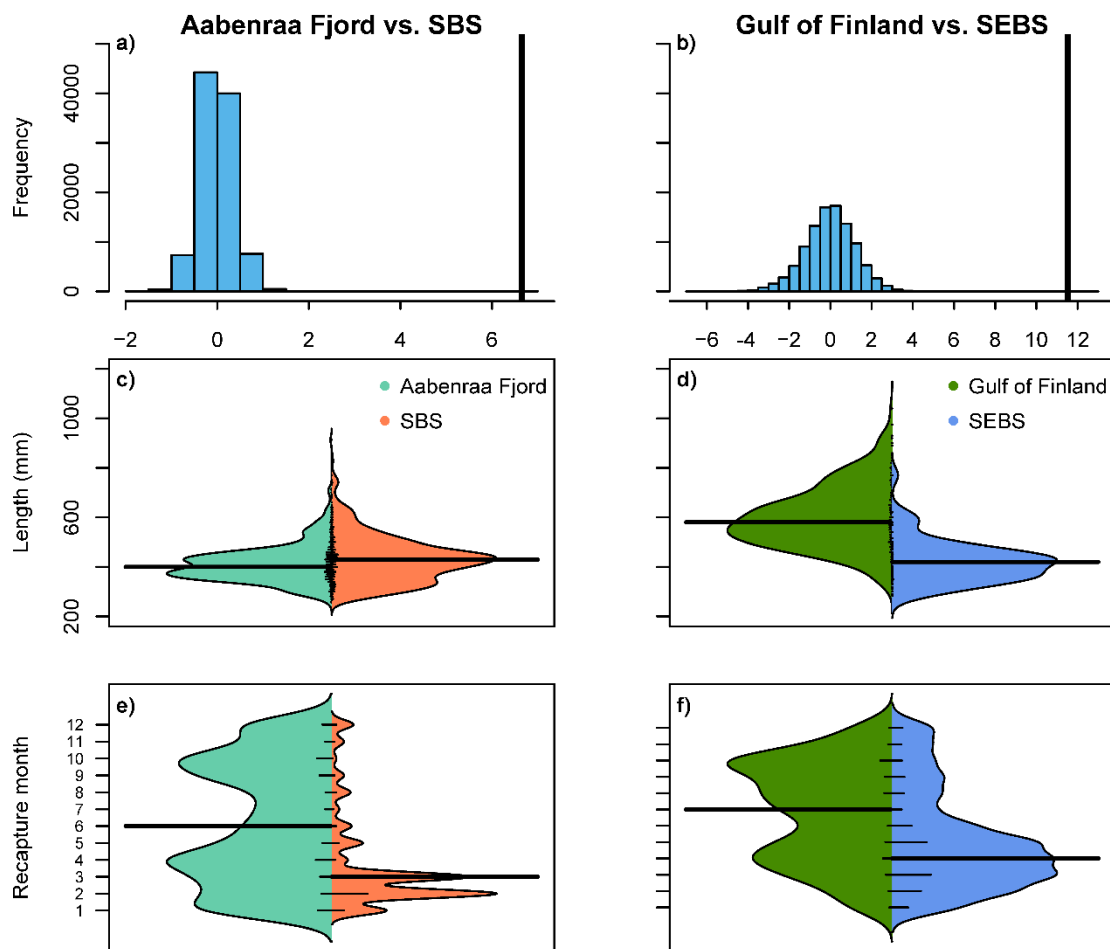 Aabenraa Fjord vs. SBS
Gulf of Finland vs. SEBS
a)
b)
Frequency
40000
20000
0
−2 0 2 4 6
−6 -4 −2 0 2 4 6 8 10 12
c)
Aabenraa Fjord
SBS
d)
Gulf of Finland
SEBS
Length (mm)
1000
600
200
e)
f)
Recapture month
12
11
10
9
8
7
6
5
4
3
2
1